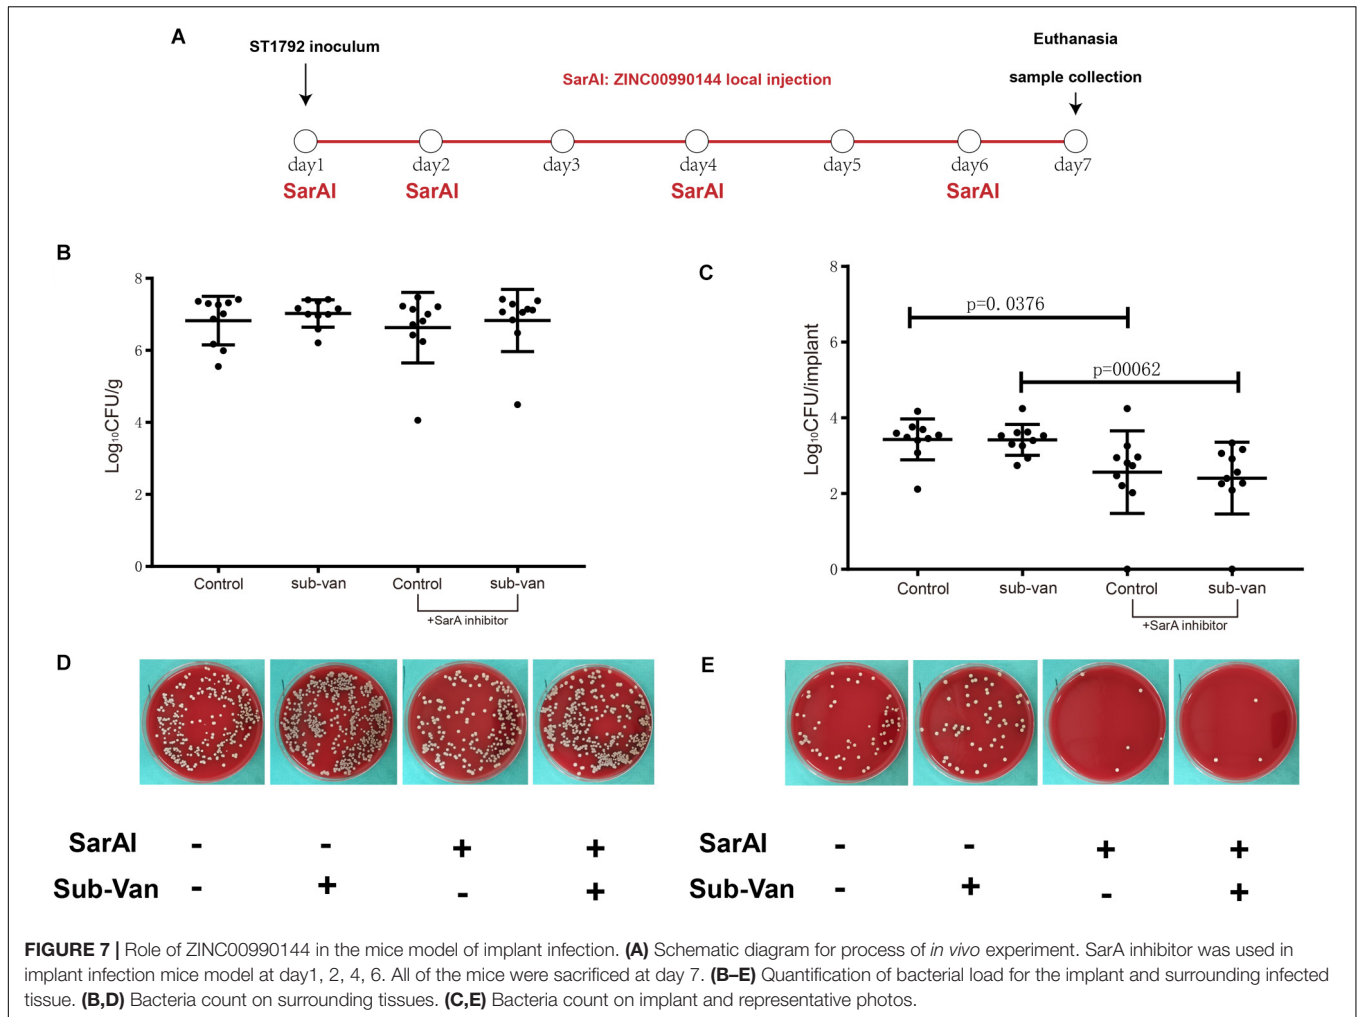 A
ST1792 inoculum
Euthanasia
sample collection
SarAI: ZINC00990144 local injection
day1 day2 day3 day4 day5 day6 day7
SarAI SarAI SarAI SarAI
B
Log₁₀CFU/g
8
6
4
2
0
Control sub-van Control sub-van
+SarA inhibitor
C
Log₁₀CFU/implant
8
6
4
2
0
p=0.0376
p=00062
Control sub-van Control sub-van
+SarA inhibitor
D
SarAI - - + +
Sub-Van - + - +
E
SarAI - - + +
Sub-Van - + - +
FIGURE 7 | Role of ZINC00990144 in the mice model of implant infection. (A) Schematic diagram for process of in vivo experiment. SarA inhibitor was used in
implant infection mice model at day1, 2, 4, 6. All of the mice were sacrificed at day 7. (B–E) Quantification of bacterial load for the implant and surrounding infected
tissue. (B,D) Bacteria count on surrounding tissues. (C,E) Bacteria count on implant and representative photos.